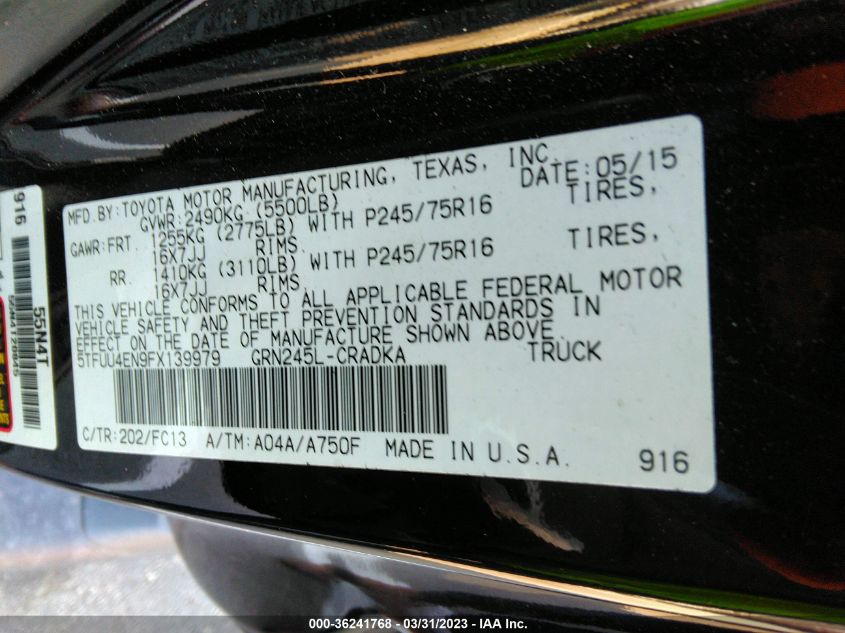 MFD.BY:TOYOTA MOTOR MANUFACTURING, TEXAS, INC. DATE:05/15
GVWR:2490KG (5500LB)
GAWR:FRT. 1255KG (2775LB) WITH P245/75R16 TIRES,
16X7JJ RIMS.
RR. 1410KG (3110LB) WITH P245/75R16 TIRES,
16X7JJ RIMS.
THIS VEHICLE CONFORMS TO ALL APPLICABLE FEDERAL MOTOR
VEHICLE SAFETY AND THEFT PREVENTION STANDARDS IN
EFFECT ON THE DATE OF MANUFACTURE SHOWN ABOVE.
5TFUU4EN9FX139979 GRN245L-CRADKA TRUCK
C/TR:202/FC13 A/TM:A04A/A750F MADE IN U.S.A. 916
916
55N4T
000-36241768 - 03/31/2023 - IAA Inc.